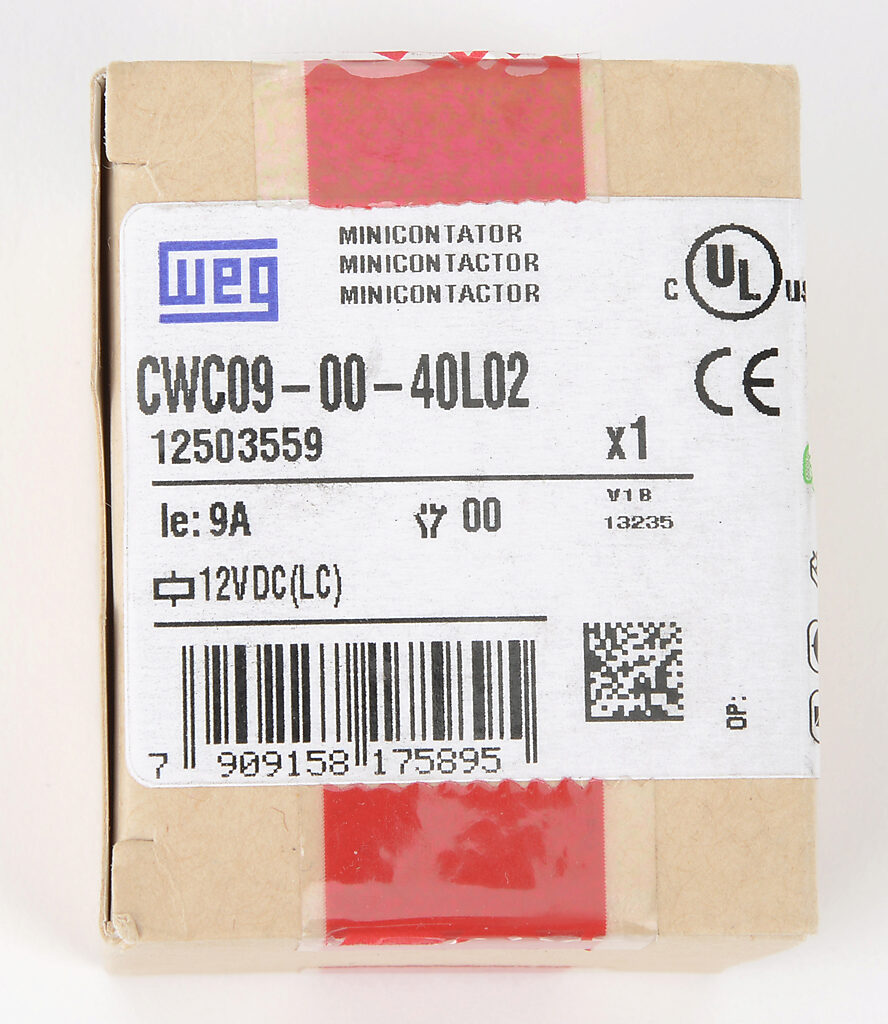 weg
MINICONTATOR
MINICONTACTOR
MINICONTACTOR
C UL US
CE
CWC09-00-40L02
12503559
x1
Ie: 9A
00
V1B
13235
12VDC(LC)
OP:
7 909158 175895